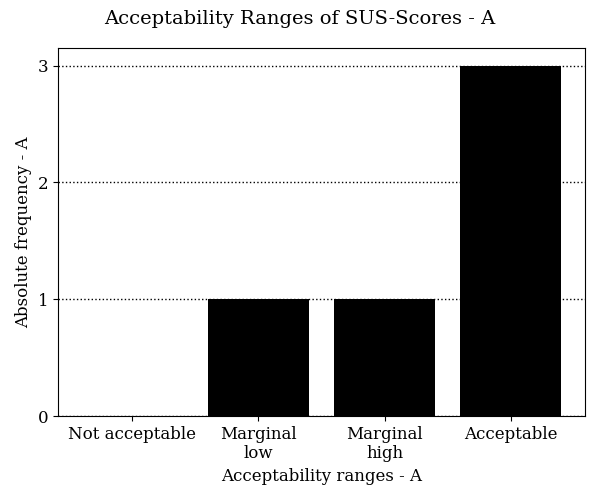 Acceptability Ranges of SUS-Scores - A
Absolute frequency - A
3
2
1
0
Not acceptable
Marginal
low
Marginal
high
Acceptable
Acceptability ranges - A